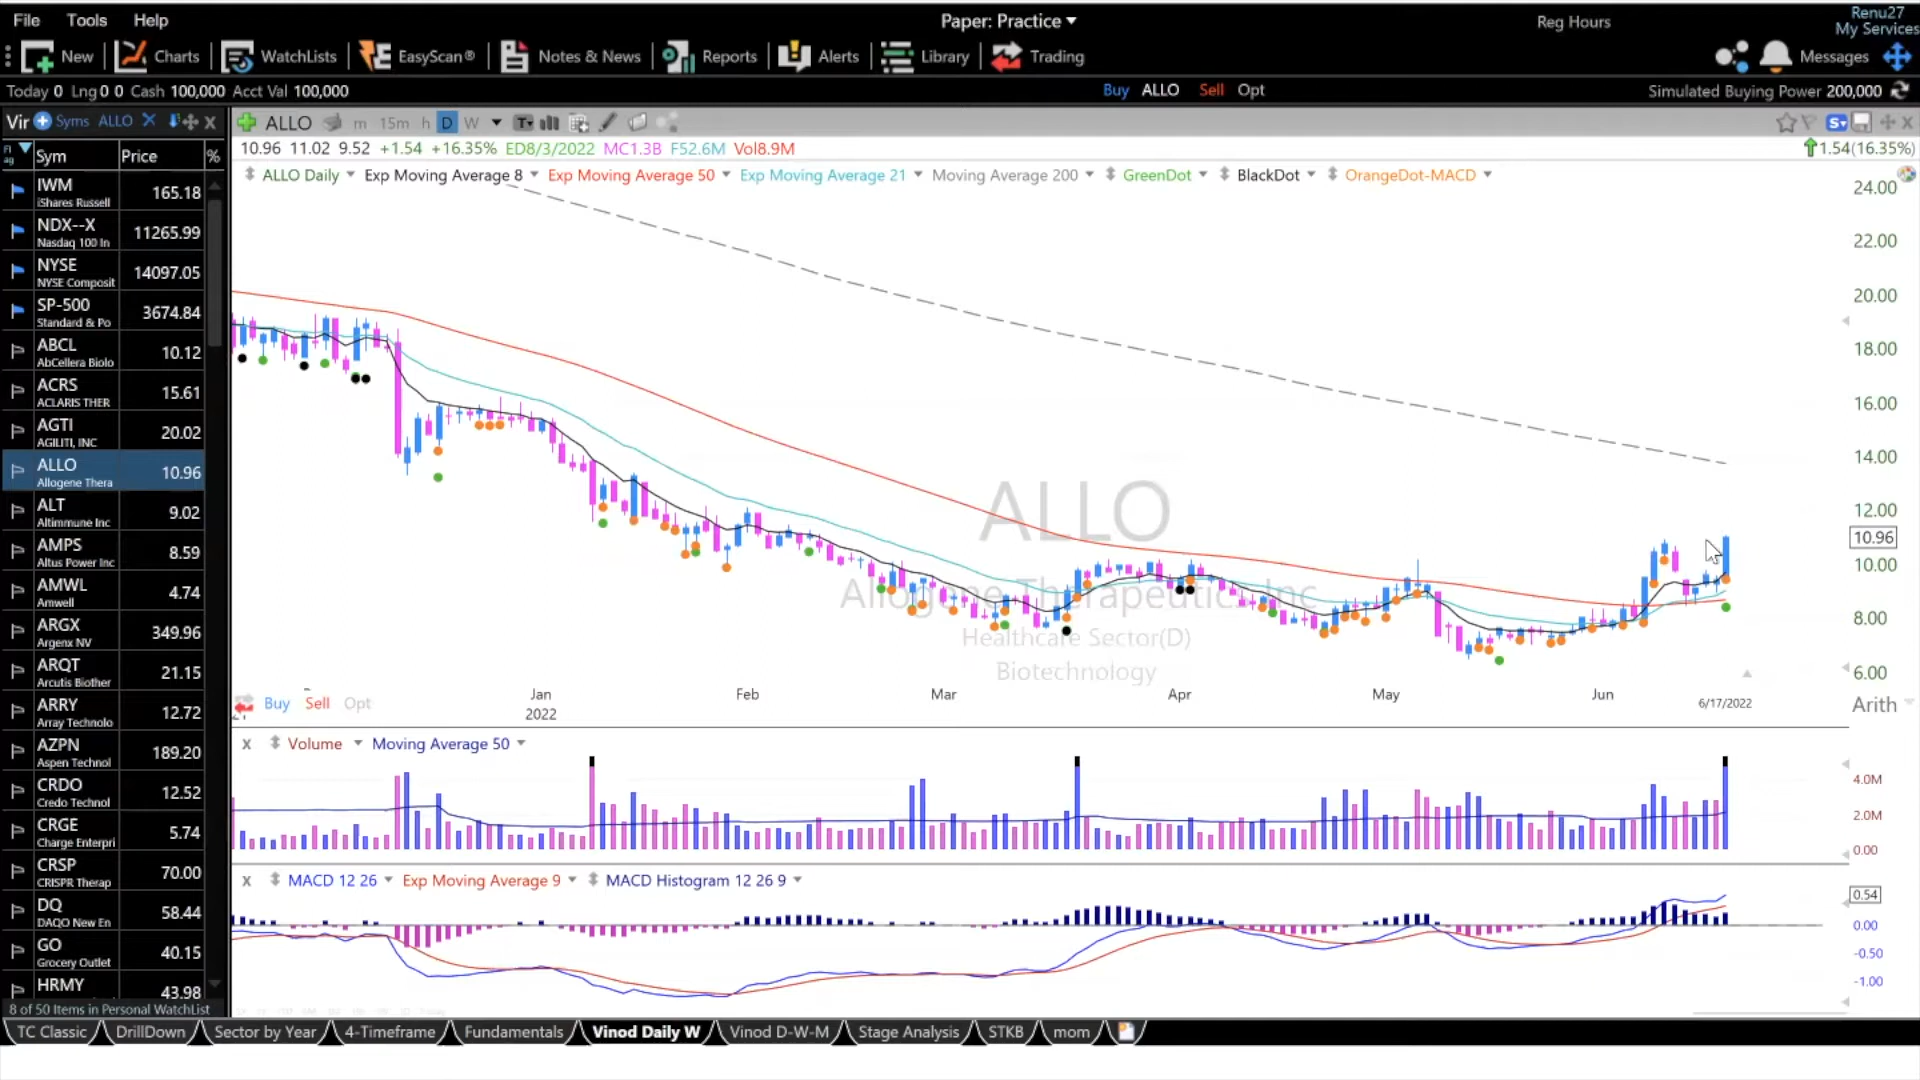 File Tools Help Paper: Practice Reg Hours Renu27
My Services
New Charts WatchLists EasyScan® Notes & News Reports Alerts Library Trading Messages
Today 0 Lng 0 0 Cash 100,000 Acct Val 100,000 Buy ALLO Sell Opt Simulated Buying Power 200,000
Vir Syms ALLO X ALLO m 15m h D W
10.96 11.02 9.52 +1.54 +16.35% ED8/3/2022 MC1.3B F52.6M Vol8.9M 1.54(16.35%)
Flag Sym Price %
ALLO Daily Exp Moving Average 8 Exp Moving Average 50 Exp Moving Average 21 Moving Average 200 GreenDot BlackDot OrangeDot-MACD
IWM 165.18
iShares Russell
NDX--X 11265.99
Nasdaq 100 In
NYSE 14097.05
NYSE Composit
SP-500 3674.84
Standard & Po
ABCL 10.12
AbCellera Biolo
ACRS 15.61
ACLARIS THER
AGTI 20.02
AGILITI, INC
ALLO 10.96
Allogene Thera
ALT 9.02
Altimmune Inc
AMPS 8.59
Altus Power Inc
AMWL 4.74
Amwell
ARGX 349.96
Argenx NV
ARQT 21.15
Arcutis Biother
ARRY 12.72
Array Technolo
AZPN 189.20
Aspen Technol
CRDO 12.52
Credo Technol
CRGE 5.74
Charge Enterpri
CRSP 70.00
CRISPR Therap
DQ 58.44
DAQO New En
GO 40.15
Grocery Outlet
HRMY 43.98
8 of 50 Items in Personal WatchList
24.00
22.00
20.00
18.00
16.00
14.00
12.00
10.96
10.00
8.00
6.00
ALLO
Allogene Therapeutics Inc
Healthcare Sector(D)
Biotechnology
Buy Sell Opt
Jan Feb Mar Apr May Jun 6/17/2022 Arith
2022
X Volume Moving Average 50
4.0M
2.0M
0.00
X MACD 12 26 Exp Moving Average 9 MACD Histogram 12 26 9
0.54
0.00
-0.50
-1.00
TC Classic DrillDown Sector by Year 4-Timeframe Fundamentals Vinod Daily W Vinod D-W-M Stage Analysis STKB mom